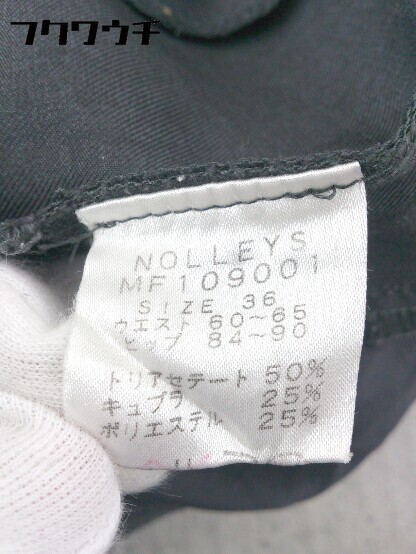 フクワウチ
NOLLEYS
MF109001
SIZE 36
ウエスト 60～65
ヒップ 84～90
トリアセテート 50%
キュプラ 25%
ポリエステル 25%